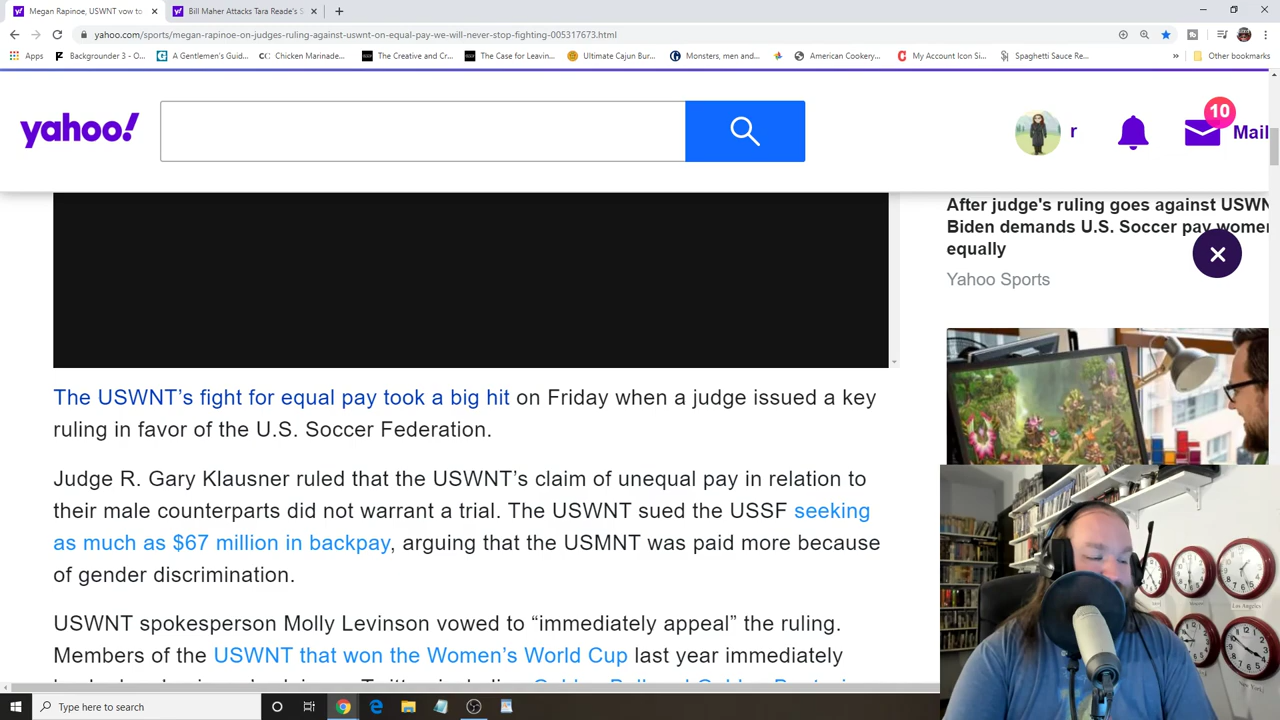 Megan Rapinoe, USWNT vow to
Bill Maher Attacks Tara Reade's S
yahoo.com/sports/megan-rapinoe-on-judges-ruling-against-uswnt-on-equal-pay-we-will-never-stop-fighting-005317673.html
Apps
Backgrounder 3 - O...
A Gentlemen's Guid...
Chicken Marinade...
The Creative and Cr...
The Case for Leavin...
Ultimate Cajun Bur...
Monsters, men and...
American Cookery...
My Account Icon Si...
Spaghetti Sauce Re...
Other bookmarks
yahoo!
r
10
Mail
After judge's ruling goes against USWN
Biden demands U.S. Soccer pay women
equally
Yahoo Sports
The USWNT's fight for equal pay took a big hit on Friday when a judge issued a key
ruling in favor of the U.S. Soccer Federation.
Judge R. Gary Klausner ruled that the USWNT's claim of unequal pay in relation to
their male counterparts did not warrant a trial. The USWNT sued the USSF seeking
as much as $67 million in backpay, arguing that the USMNT was paid more because
of gender discrimination.
USWNT spokesperson Molly Levinson vowed to “immediately appeal” the ruling.
Members of the USWNT that won the Women's World Cup last year immediately
Los Angeles
New York
Type here to search